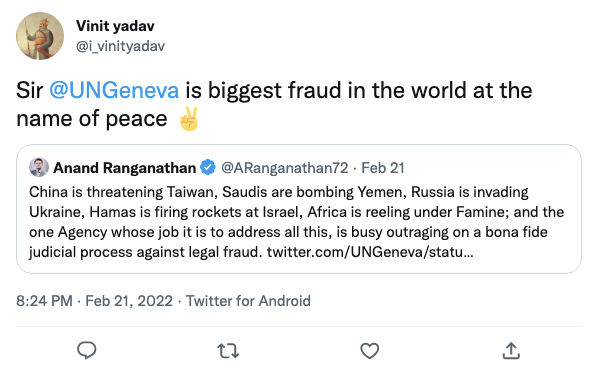 Vinit yadav
@i_vinityadav
Sir @UNGeneva is biggest fraud in the world at the
name of peace ✌️
Anand Ranganathan @ARanganathan72 · Feb 21
China is threatening Taiwan, Saudis are bombing Yemen, Russia is invading
Ukraine, Hamas is firing rockets at Israel, Africa is reeling under Famine; and the
one Agency whose job it is to address all this, is busy outraging on a bona fide
judicial process against legal fraud. twitter.com/UNGeneva/statu…
8:24 PM · Feb 21, 2022 · Twitter for Android